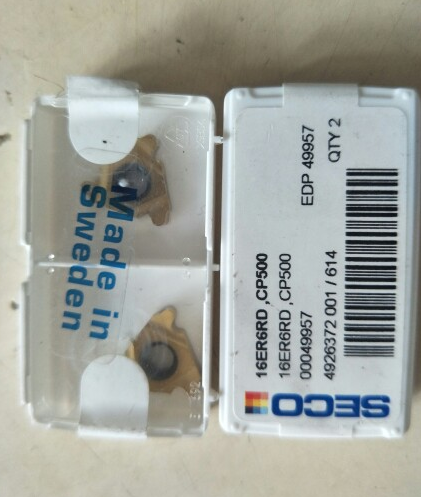 Made in
Sweden
SECO
16ER6RD ,CP500
16ER6RD ,CP500
00049957 EDP 49957
4926372 001 / 614 QTY 2